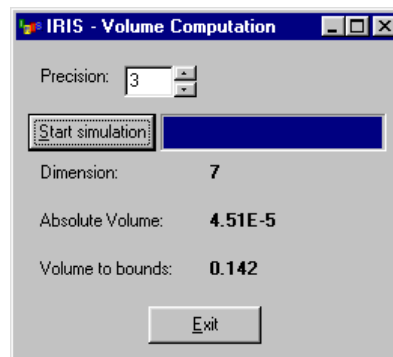 IRIS - Volume Computation
Precision: 3
Start simulation
Dimension: 7
Absolute Volume: 4.51E-5
Volume to bounds: 0.142
Exit